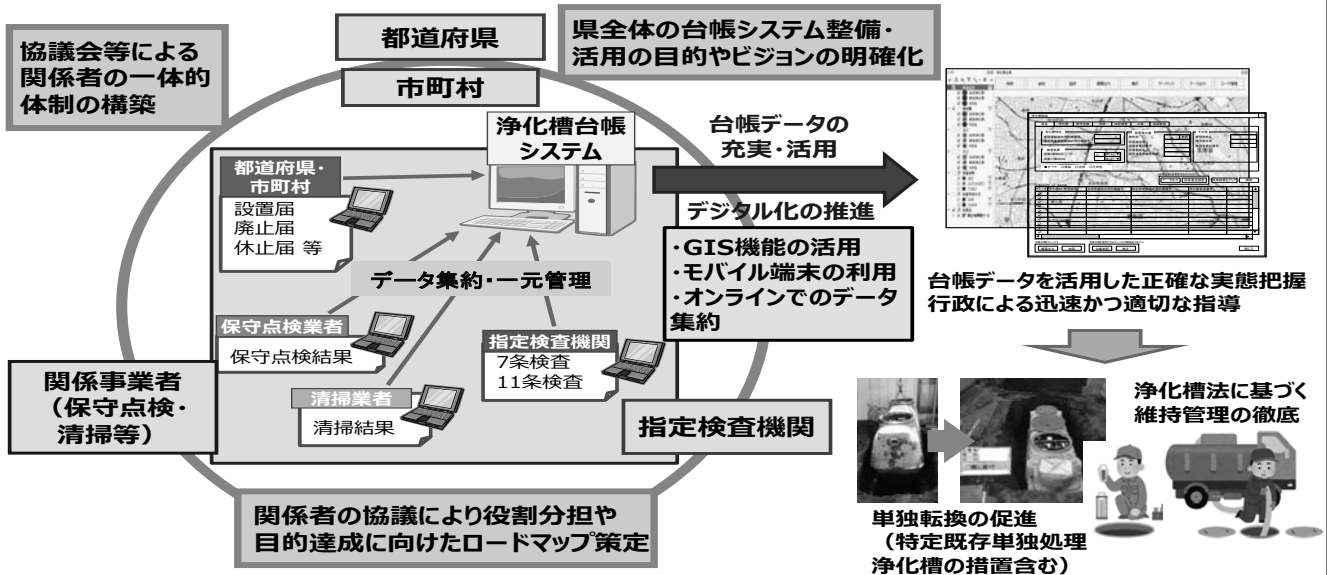 協議会等による
関係者の一体的
体制の構築
都道府県
市町村
県全体の台帳システム整備・
活用の目的やビジョンの明確化
浄化槽台帳
システム
都道府県・
市町村
設置届
廃止届
休止届 等
データ集約・一元管理
保守点検業者
保守点検結果
清掃業者
清掃結果
指定検査機関
7条検査
11条検査
関係事業者
（保守点検・
清掃等）
指定検査機関
関係者の協議により役割分担や
目的達成に向けたロードマップ策定
台帳データの
充実・活用
デジタル化の推進
・GIS機能の活用
・モバイル端末の利用
・オンラインでのデータ
集約
台帳データを活用した正確な実態把握
行政による迅速かつ適切な指導
浄化槽法に基づく
維持管理の徹底
単独転換の促進
（特定既存単独処理
浄化槽の措置含む）